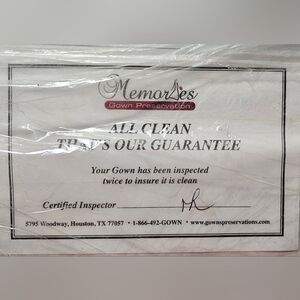 Memories
Gown Preservation
ALL CLEAN
THAT'S OUR GUARANTEE
Your Gown has been inspected
twice to insure it is clean
Certified Inspector
5795 Woodway, Houston, TX 77057 • 1-866-492-GOWN • www.gownspreservations.com